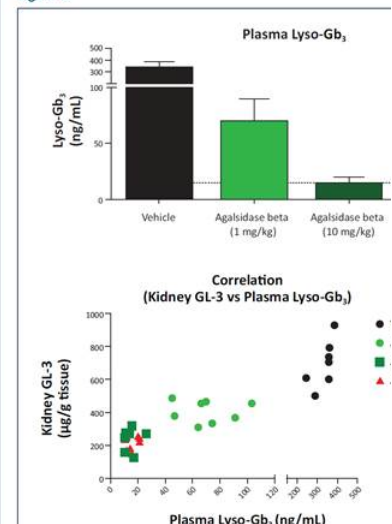 Plasma Lyso-Gb₃
Lyso-Gb₃
(ng/mL)
500
400
300
100
50
0
Vehicle
Agalsidase beta
(1 mg/kg)
Agalsidase beta
(10 mg/kg)
Correlation
(Kidney GL-3 vs Plasma Lyso-Gb₃)
Kidney GL-3
(µg/g tissue)
1000
800
600
400
200
0
0 20 40 60 80 100 120 200 300 400 500
Plasma Lyso-Gb₃ (ng/mL)